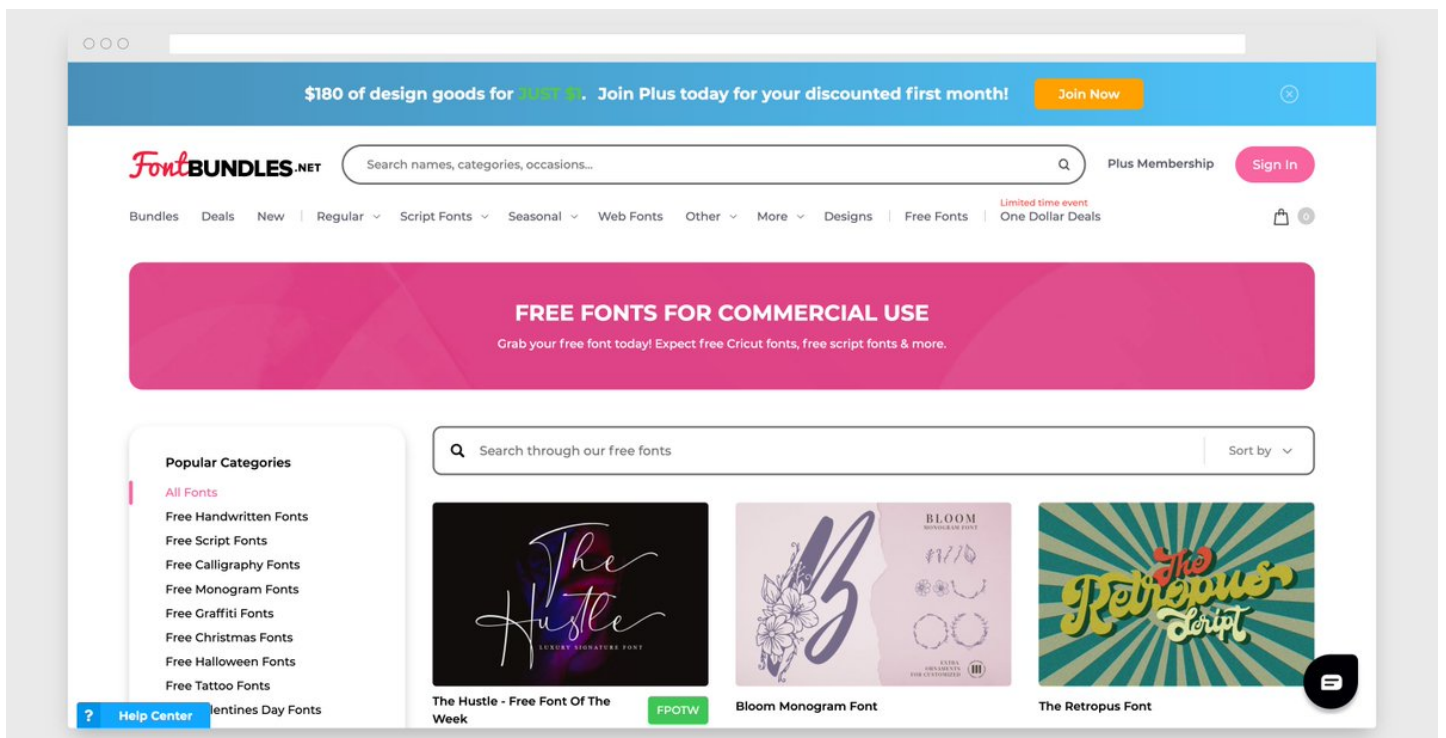 $180 of design goods for JUST $1. Join Plus today for your discounted first month!
Join Now
FontBUNDLES.NET
Search names, categories, occasions...
Plus Membership
Sign In
Bundles Deals New Regular Script Fonts Seasonal Web Fonts Other More Designs Free Fonts
Limited time event
One Dollar Deals
0
FREE FONTS FOR COMMERCIAL USE
Grab your free font today! Expect free Cricut fonts, free script fonts & more.
Popular Categories
All Fonts
Free Handwritten Fonts
Free Script Fonts
Free Calligraphy Fonts
Free Monogram Fonts
Free Graffiti Fonts
Free Christmas Fonts
Free Halloween Fonts
Free Tattoo Fonts
lentines Day Fonts
? Help Center
Search through our free fonts
Sort by
The
Hustle
LUXURY SIGNATURE FONT
The Hustle - Free Font Of The
Week
FPOTW
B
BLOOM
MONOGRAM FONT
EXTRA
ORNAMENTS
FOR CUSTOMIZED
Bloom Monogram Font
The
Retropus
Script
The Retropus Font